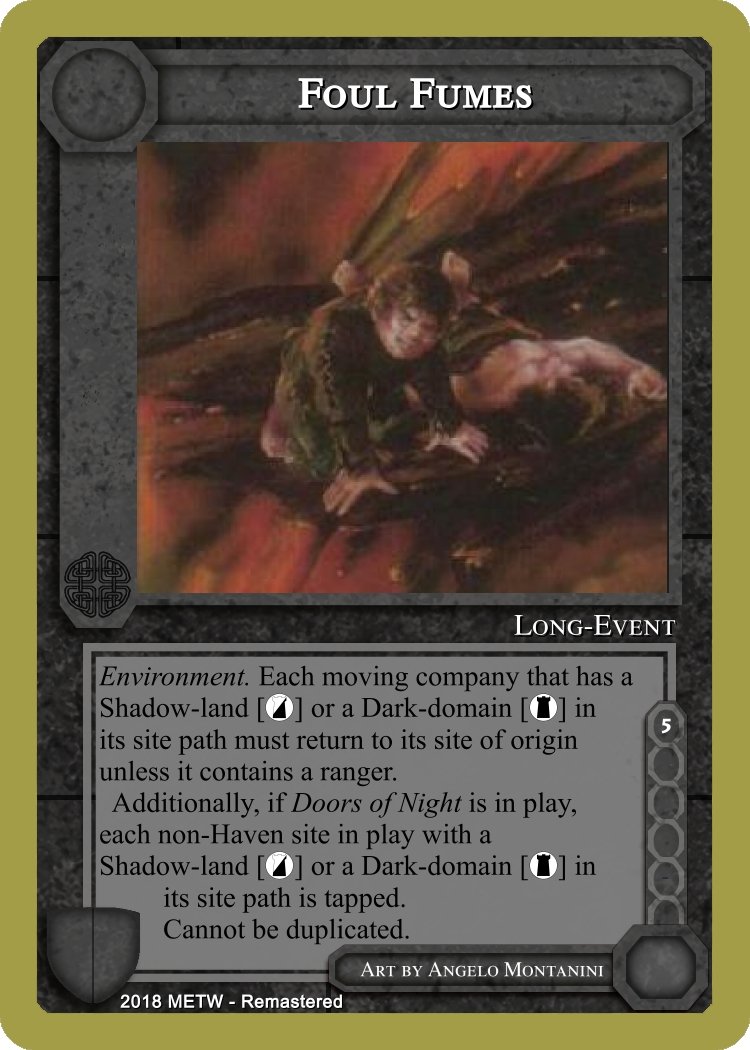 Foul Fumes
Long-Event
Environment. Each moving company that has a
Shadow-land [] or a Dark-domain [] in
its site path must return to its site of origin
unless it contains a ranger.
Additionally, if Doors of Night is in play,
each non-Haven site in play with a
Shadow-land [] or a Dark-domain [] in
its site path is tapped.
Cannot be duplicated.
5
Art by Angelo Montanini
2018 METW - Remastered